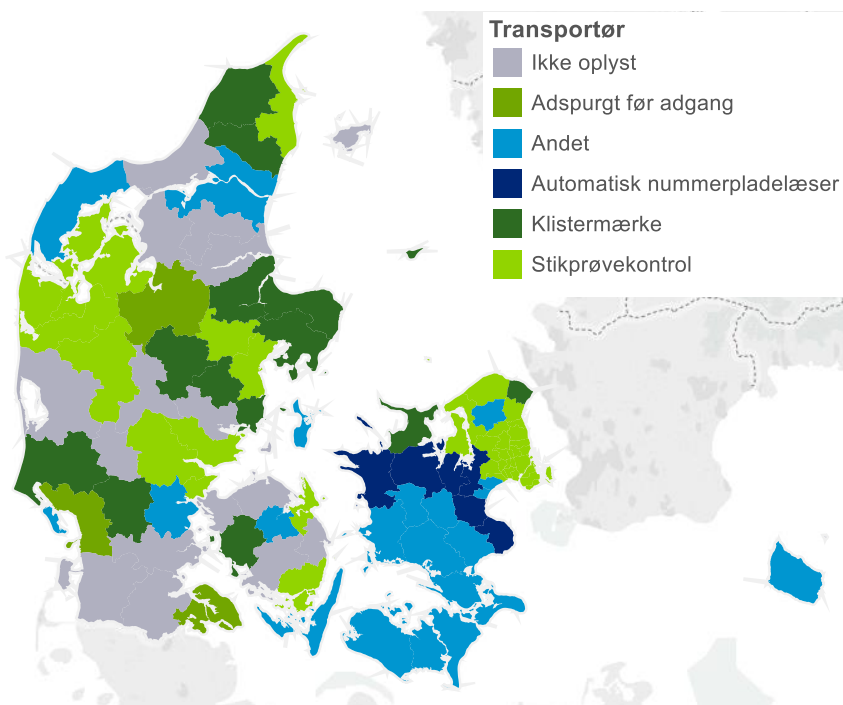 Transportør
Ikke oplyst
Adspurgt før adgang
Andet
Automatisk nummerpladelæser
Klistermærke
Stikprøvekontrol